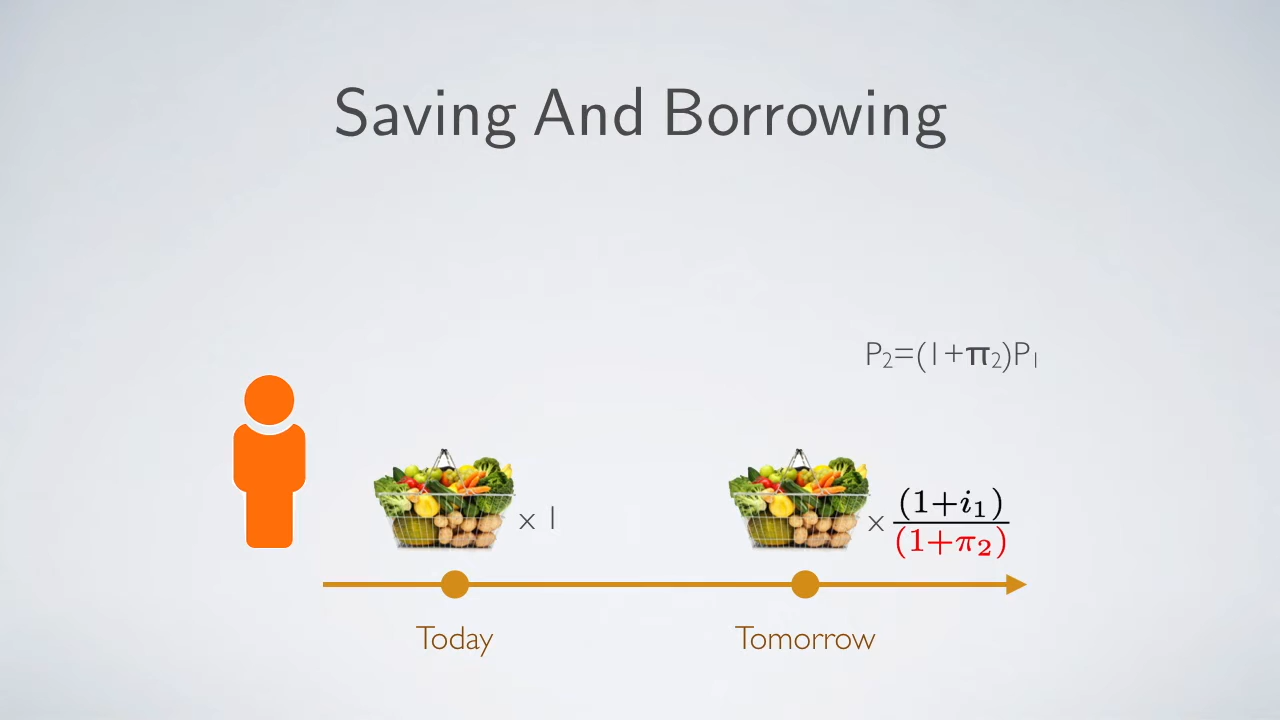 Saving And Borrowing
P₂=(1+π₂)P₁
× 1
× (1+i₁)
(1+π₂)
Today
Tomorrow